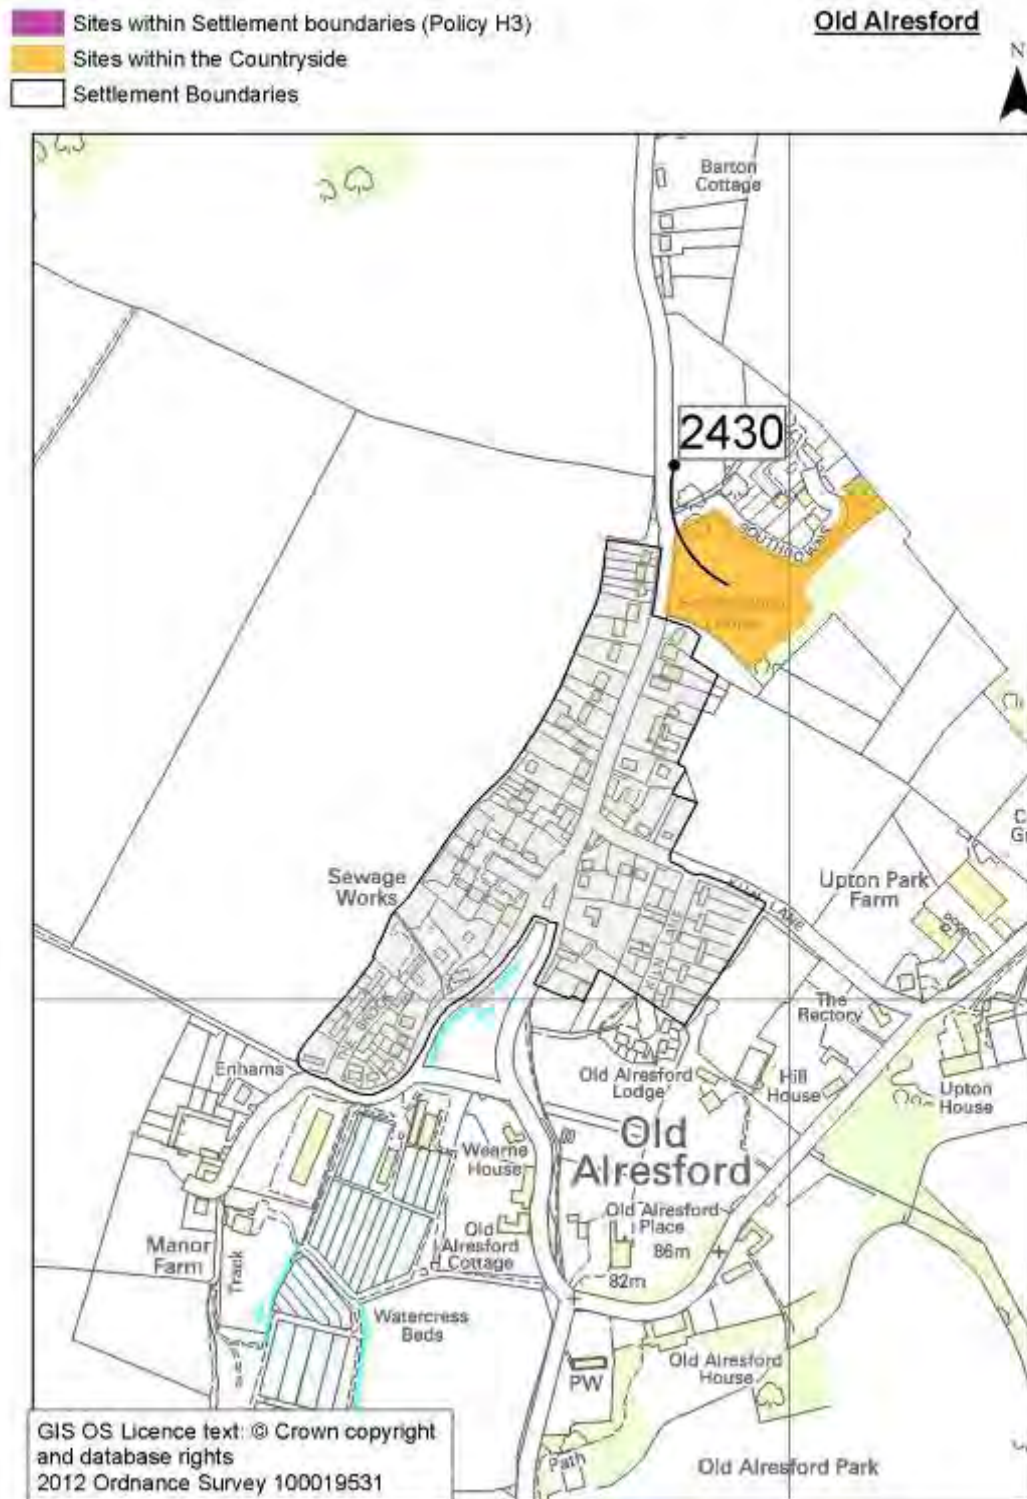 Sites within Settlement boundaries (Policy H3)
Sites within the Countryside
Settlement Boundaries
Old Alresford
N
Barton
Cottage
2430
SOUTHDOWNS
Sewage
Works
Upton Park
Farm
LANE
The
Rectory
Enhams
Old Alresford
Lodge
Hill
House
Upton
House
Old
Alresford
Wearne
House
Old Alresford
Place
86m
82m
Old
Alresford
Cottage
Manor
Farm
Track
Watercress
Beds
Old Alresford
House
PW
Path
Old Alresford Park
GIS OS Licence text: © Crown copyright
and database rights
2012 Ordnance Survey 100019531